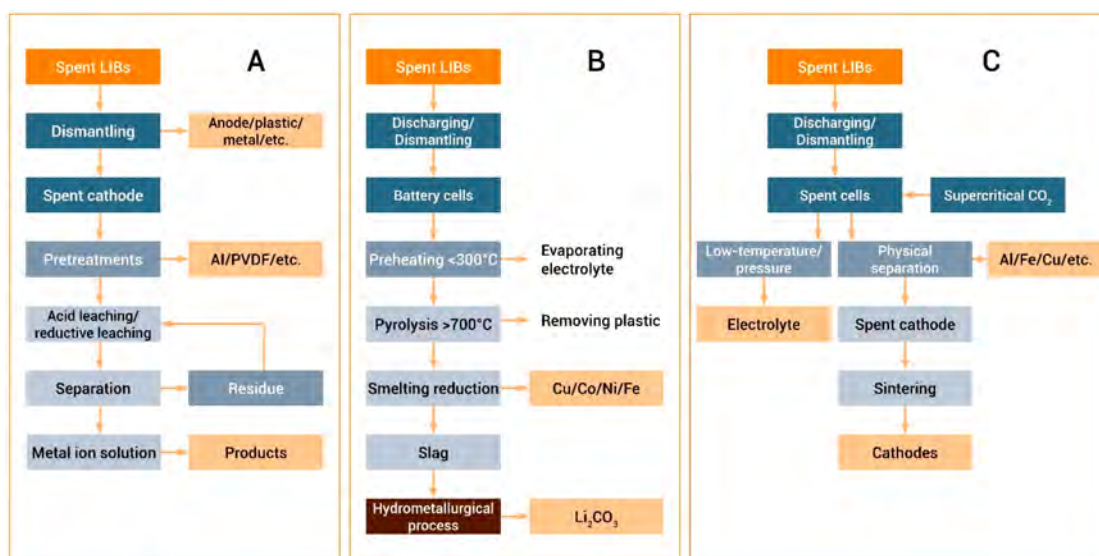 A
Spent LIBs
Dismantling
Anode/plastic/
metal/etc.
Spent cathode
Pretreatments
Al/PVDF/etc.
Acid leaching/
reductive leaching
Separation
Residue
Metal ion solution
Products
B
Spent LIBs
Discharging/
Dismantling
Battery cells
Preheating <300°C
Evaporating
electrolyte
Pyrolysis >700°C
Removing plastic
Smelting reduction
Cu/Co/Ni/Fe
Slag
Hydrometallurgical
process
Li₂CO₃
C
Spent LIBs
Discharging/
Dismantling
Spent cells
Supercritical CO₂
Low-temperature/
pressure
Physical
separation
Al/Fe/Cu/etc.
Electrolyte
Spent cathode
Sintering
Cathodes